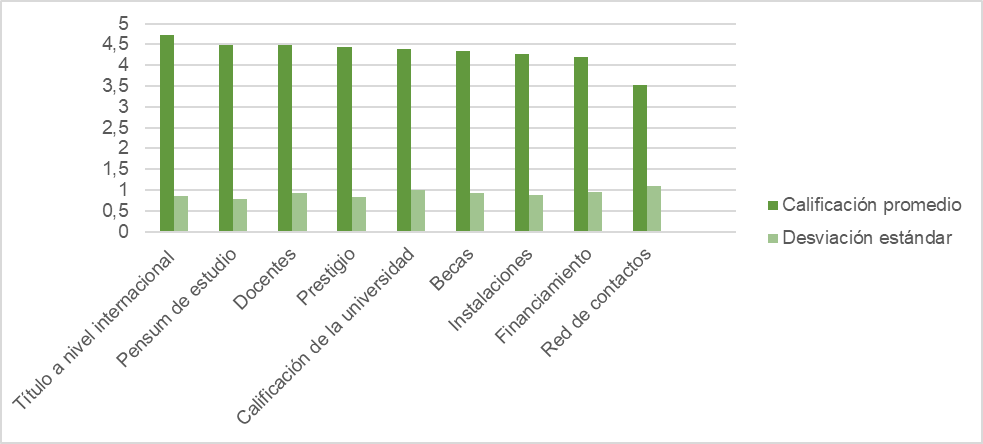 5
4,5
4
3,5
3
2,5
2
1,5
1
0,5
0
Título a nivel internacional
Pensum de estudio
Docentes
Prestigio
Calificación de la universidad
Becas
Instalaciones
Financiamiento
Red de contactos
Calificación promedio
Desviación estándar